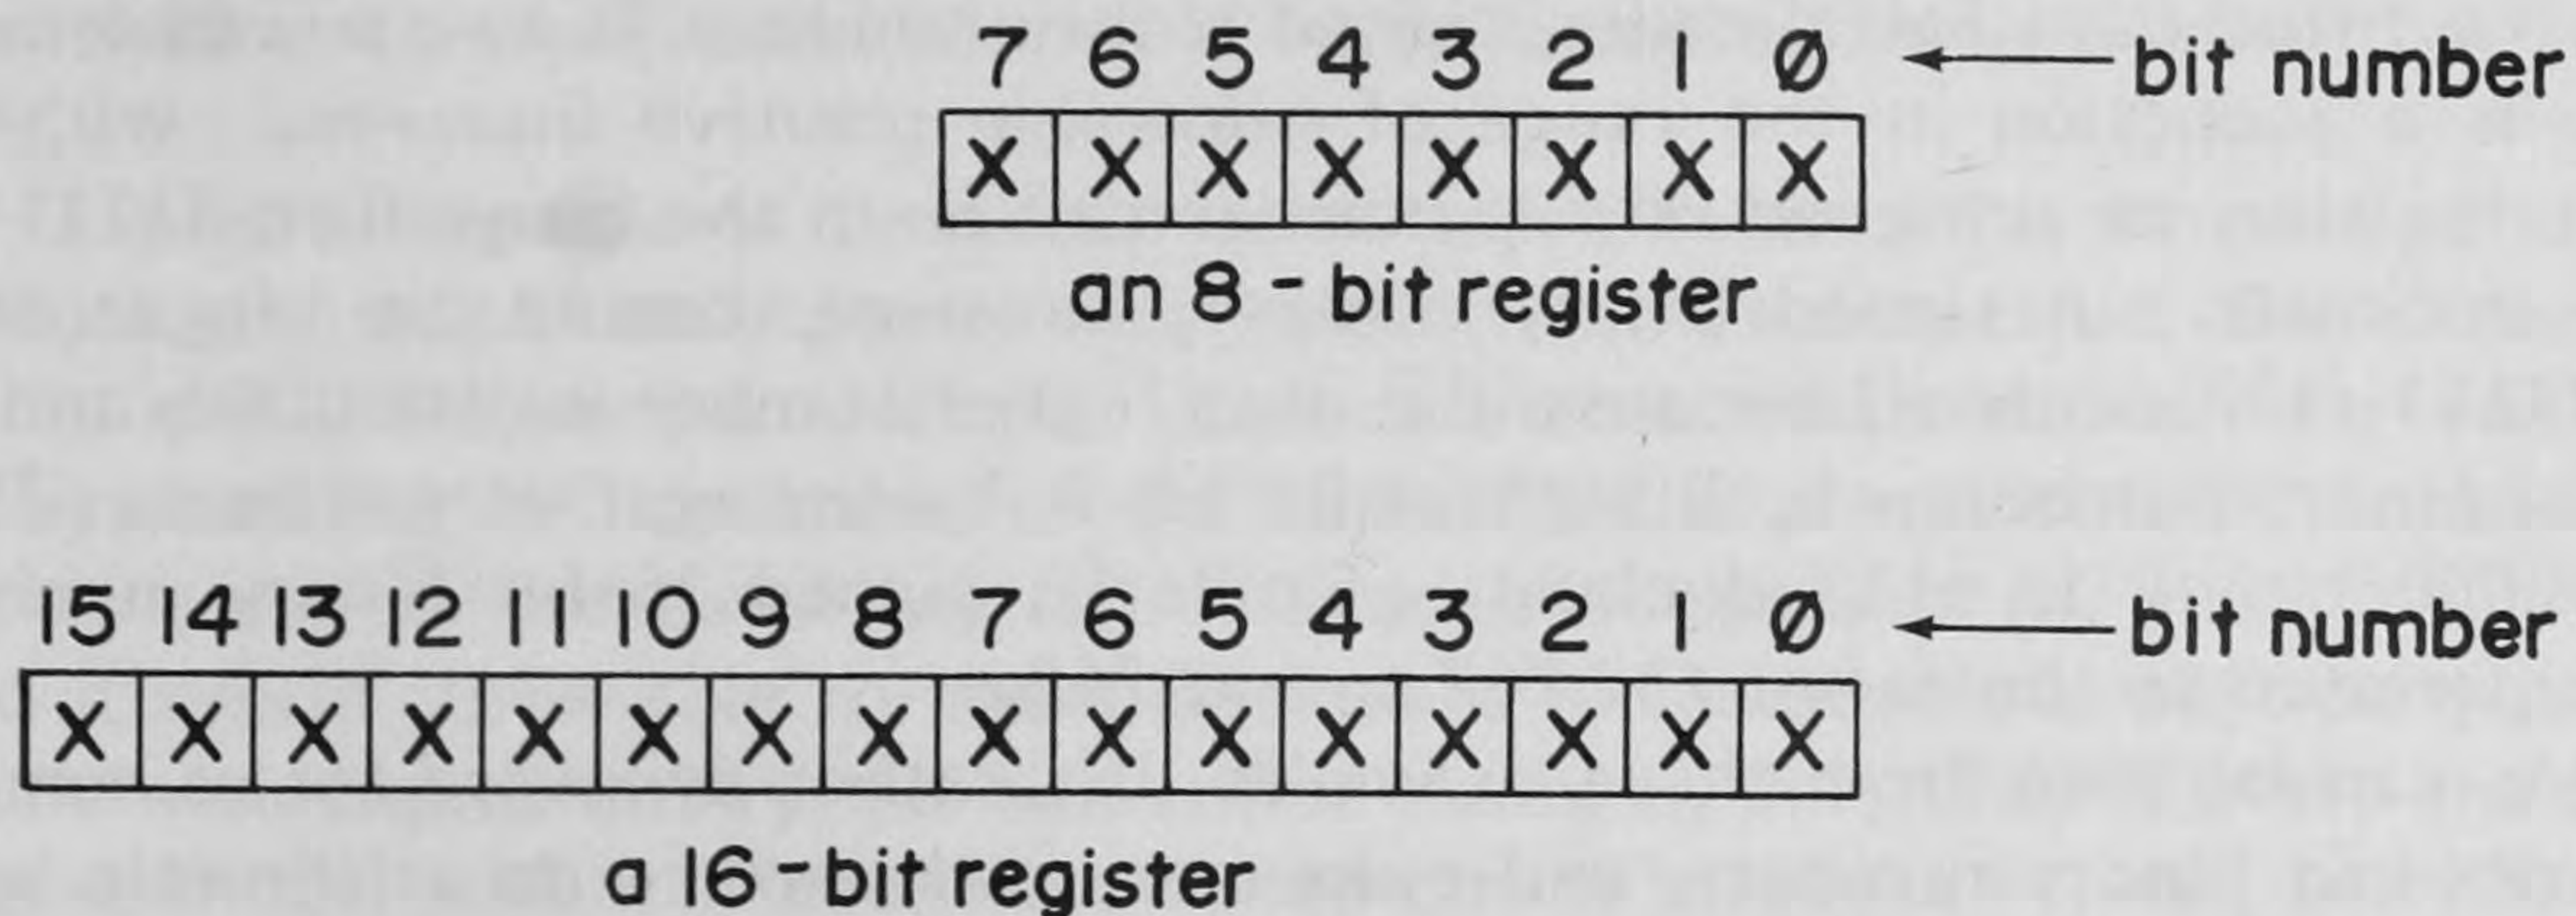 7 6 5 4 3 2 1 Ø ← bit number
X X X X X X X X
an 8 - bit register
15 14 13 12 11 10 9 8 7 6 5 4 3 2 1 Ø ← bit number
X X X X X X X X X X X X X X X X
a 16 - bit register